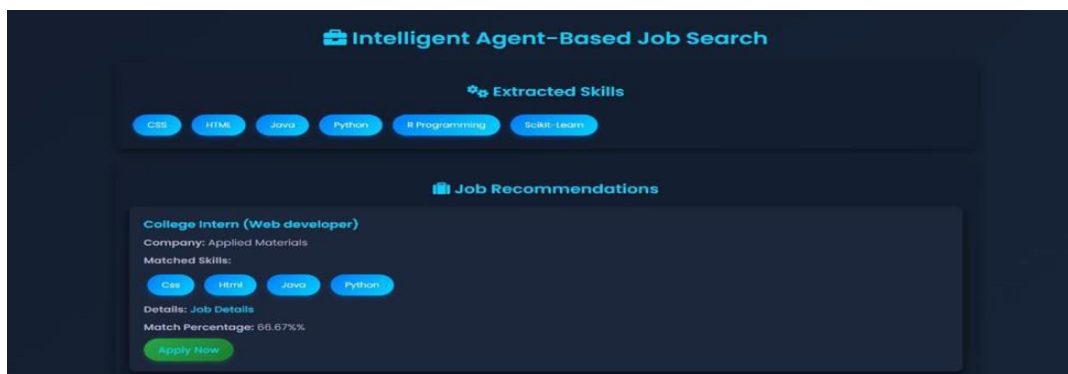 Intelligent Agent-Based Job Search
Extracted Skills
CSS HTML Java Python R Programming Scikit-Learn
Job Recommendations
College Intern (Web developer)
Company: Applied Materials
Matched Skills:
Css Html Java Python
Details: Job Details
Match Percentage: 66.67%%
Apply Now